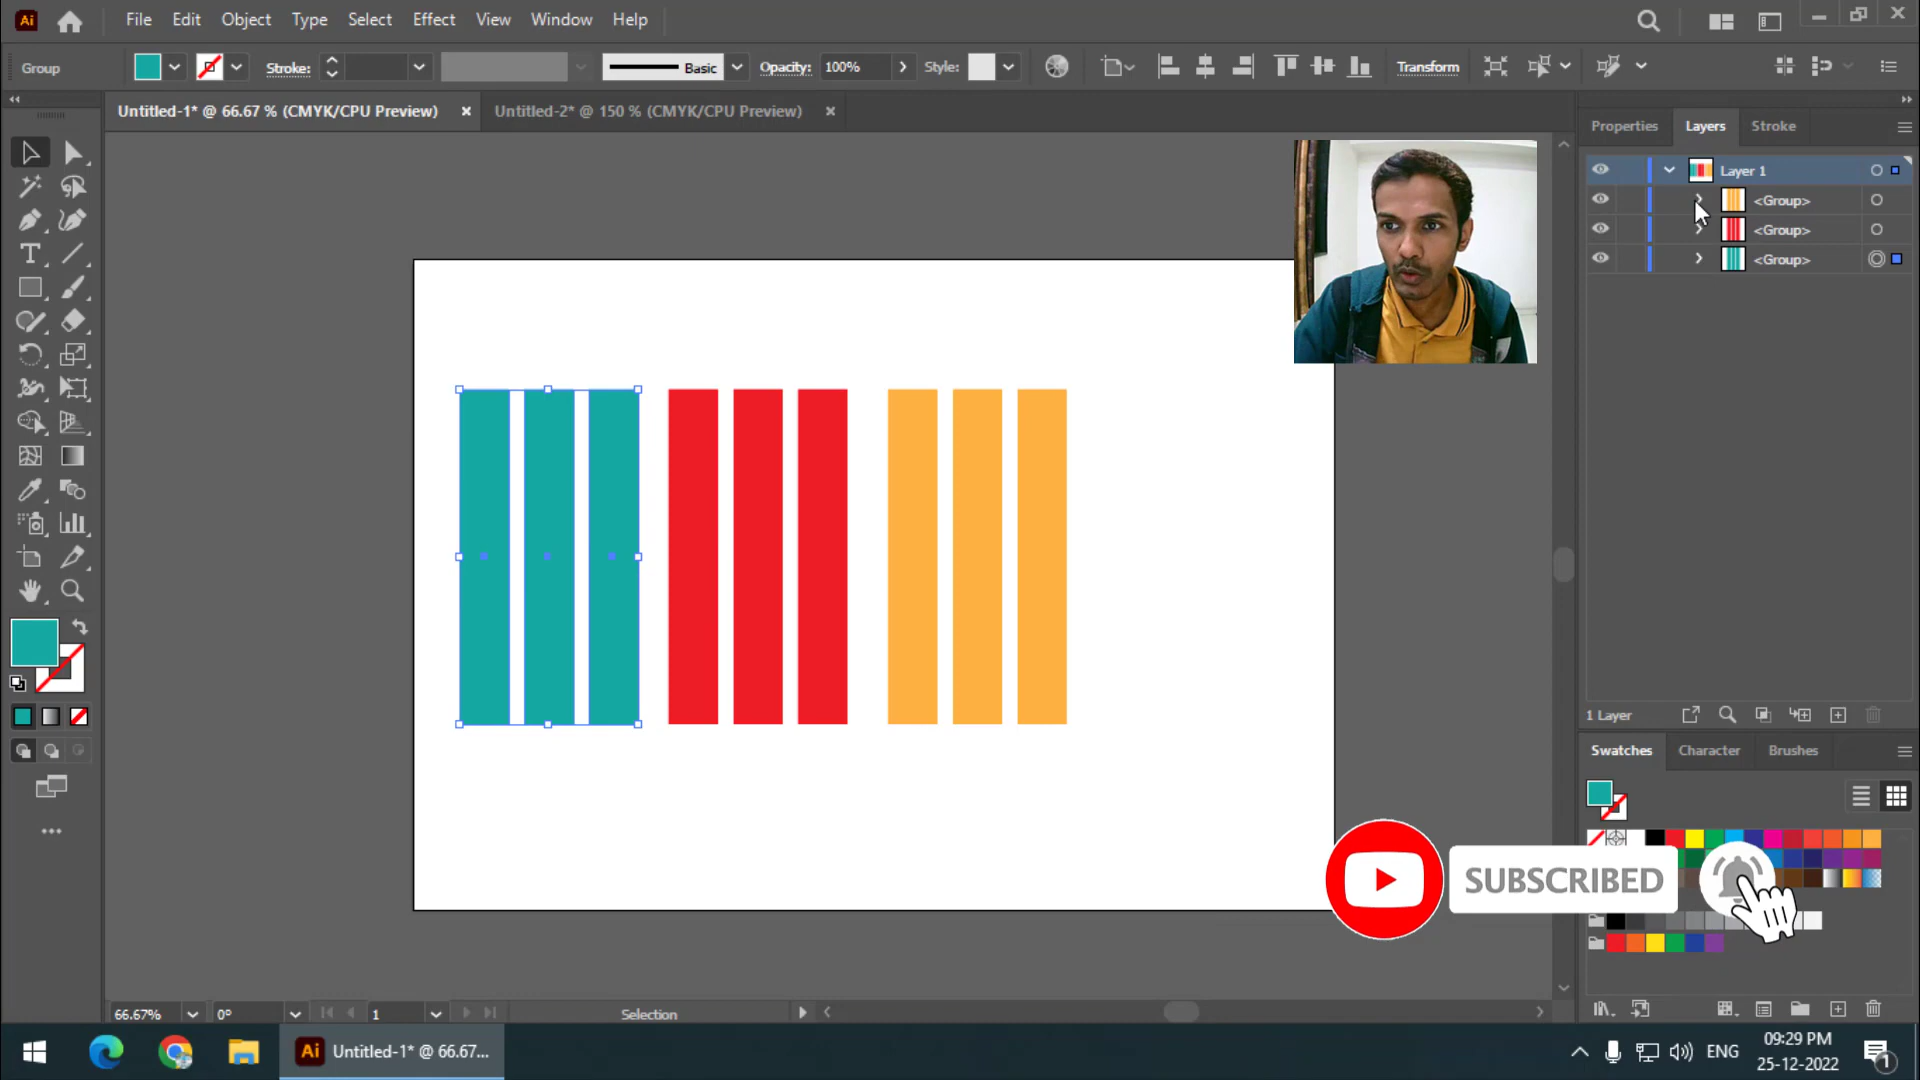 Ai File Edit Object Type Select Effect View Window Help
Group Stroke: Basic Opacity: 100% Style: Transform
Untitled-1* @ 66.67 % (CMYK/CPU Preview) Untitled-2* @ 150 % (CMYK/CPU Preview)
Properties Layers Stroke
Layer 1
<Group>
<Group>
<Group>
1 Layer
Swatches Character Brushes
SUBSCRIBED
66.67% 0° 1 Selection
Ai Untitled-1* @ 66.67...
ENG
09:29 PM
25-12-2022
1